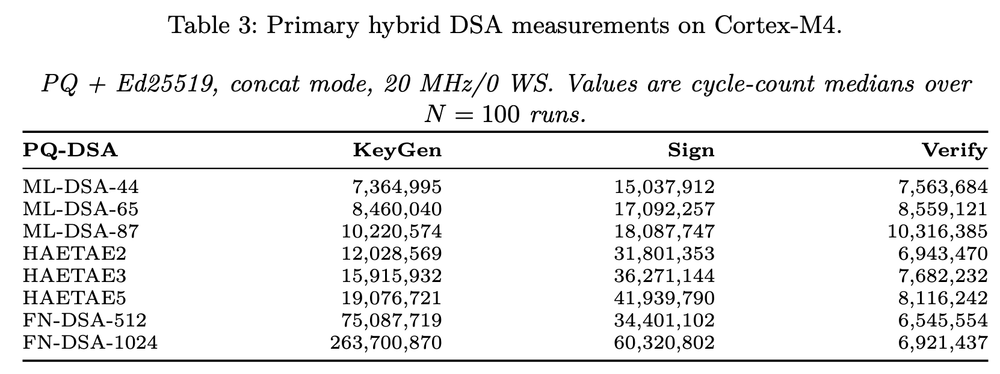 Table 3: Primary hybrid DSA measurements on Cortex-M4.
PQ + Ed25519, concat mode, 20 MHz/0 WS. Values are cycle-count medians over
N = 100 runs.
PQ-DSA KeyGen Sign Verify
ML-DSA-44 7,364,995 15,037,912 7,563,684
ML-DSA-65 8,460,040 17,092,257 8,559,121
ML-DSA-87 10,220,574 18,087,747 10,316,385
HAETAE2 12,028,569 31,801,353 6,943,470
HAETAE3 15,915,932 36,271,144 7,682,232
HAETAE5 19,076,721 41,939,790 8,116,242
FN-DSA-512 75,087,719 34,401,102 6,545,554
FN-DSA-1024 263,700,870 60,320,802 6,921,437